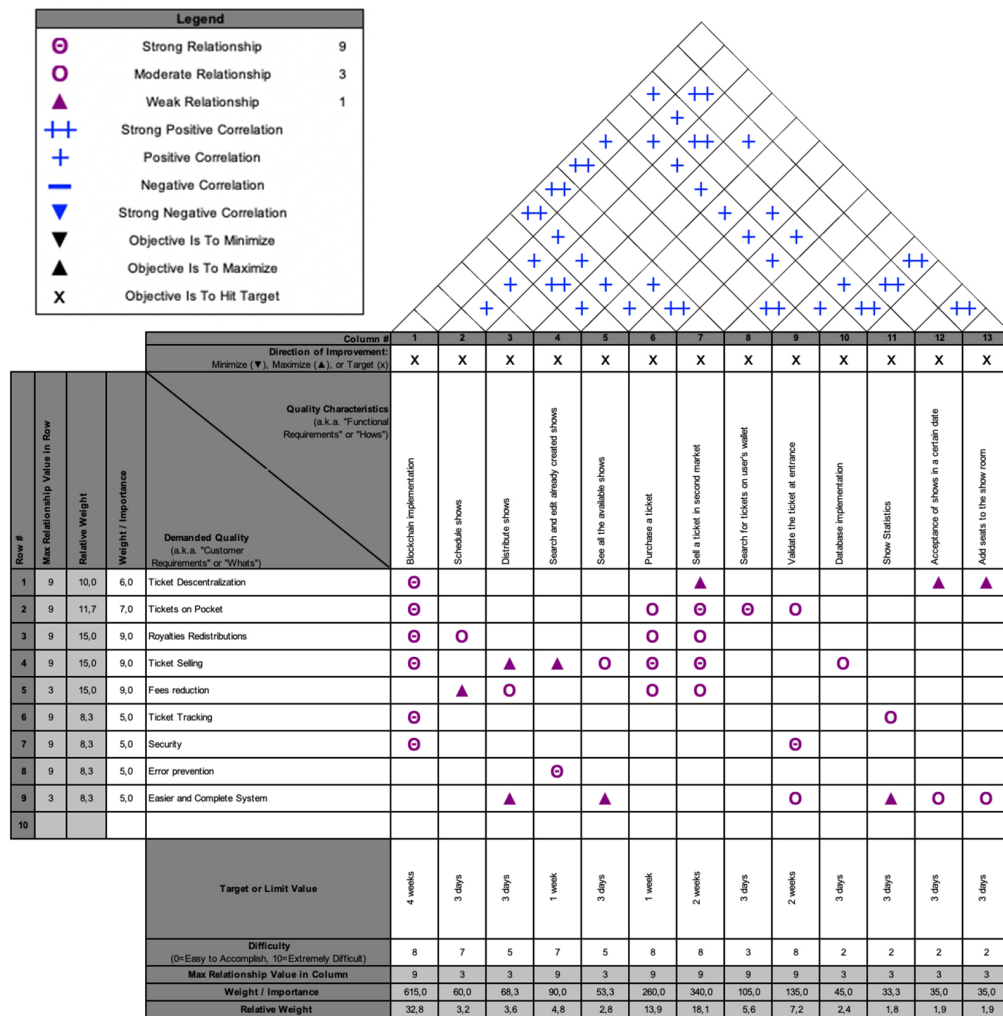 Legend
Strong Relationship 9
Moderate Relationship 3
Weak Relationship 1
Strong Positive Correlation
Positive Correlation
Negative Correlation
Strong Negative Correlation
Objective Is To Minimize
Objective Is To Maximize
X Objective Is To Hit Target
Column # 1 2 3 4 5 6 7 8 9 10 11 12 13
Direction of Improvement:
Minimize (▼), Maximize (▲), or Target (x)
X X X X X X X X X X X X X
Row #
Max Relationship Value in Row
Relative Weight
Weight / Importance
Quality Characteristics
(a.k.a. "Functional
Requirements" or "Hows")
Demanded Quality
(a.k.a. "Customer
Requirements" or "Whats")
Blockchain implementation
Schedule shows
Distribute shows
Search and edit already created shows
See all the available shows
Purchase a ticket
Sell a ticket in second market
Search for tickets on user's wallet
Validate the ticket at entrance
Database implementation
Show Statistics
Acceptance of shows in a certain date
Add seats to the show room
1 9 10,0 6,0 Ticket Descentralization
2 9 11,7 7,0 Tickets on Pocket
3 9 15,0 9,0 Royalties Redistributions
4 9 15,0 9,0 Ticket Selling
5 3 15,0 9,0 Fees reduction
6 9 8,3 5,0 Ticket Tracking
7 9 8,3 5,0 Security
8 9 8,3 5,0 Error prevention
9 3 8,3 5,0 Easier and Complete System
10
Target or Limit Value
4 weeks
3 days
3 days
1 week
3 days
1 week
2 weeks
3 days
2 weeks
3 days
3 days
3 days
3 days
Difficulty
(0=Easy to Accomplish, 10=Extremely Difficult)
8 7 5 7 5 8 8 3 8 2 2 2 2
Max Relationship Value in Column 9 3 3 9 3 9 9 9 9 3 3 3 3
Weight / Importance 615,0 60,0 68,3 90,0 53,3 260,0 340,0 105,0 135,0 45,0 33,3 35,0 35,0
Relative Weight 32,8 3,2 3,6 4,8 2,8 13,9 18,1 5,6 7,2 2,4 1,8 1,9 1,9